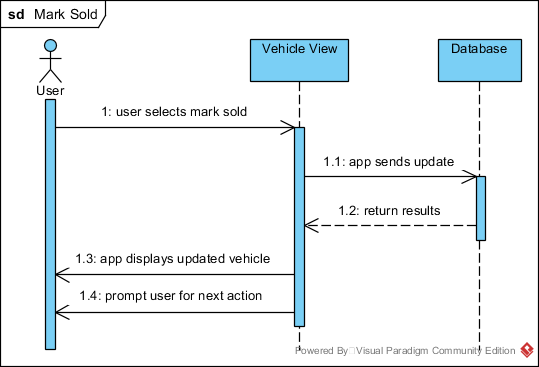 sd Mark Sold
User
Vehicle View
Database
1: user selects mark sold
1.1: app sends update
1.2: return results
1.3: app displays updated vehicle
1.4: prompt user for next action
Powered By Visual Paradigm Community Edition